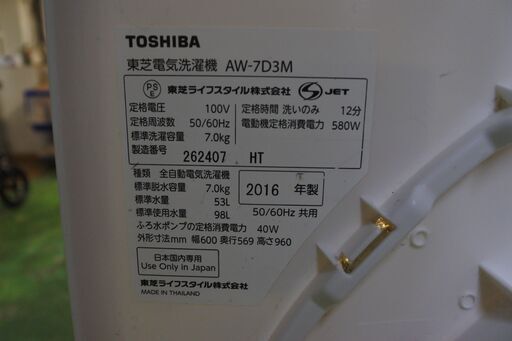 TOSHIBA
東芝電気洗濯機 AW-7D3M
PS E 東芝ライフスタイル株式会社 JET
定格電圧 100V 定格時間 洗いのみ 12分
定格周波数 50/60Hz 電動機定格消費電力 580W
標準洗濯容量 7.0kg
製造番号 262407 HT
種類 全自動電気洗濯機
標準脱水容量 7.0kg 2016 年製
標準水量 53L
標準使用水量 98L 50/60Hz 共用
ふろ水ポンプの定格消費電力 40W
外形寸法mm 幅600 奥行569 高さ960
日本国内専用
Use Only in Japan
東芝ライフスタイル株式会社
MADE IN THAILAND